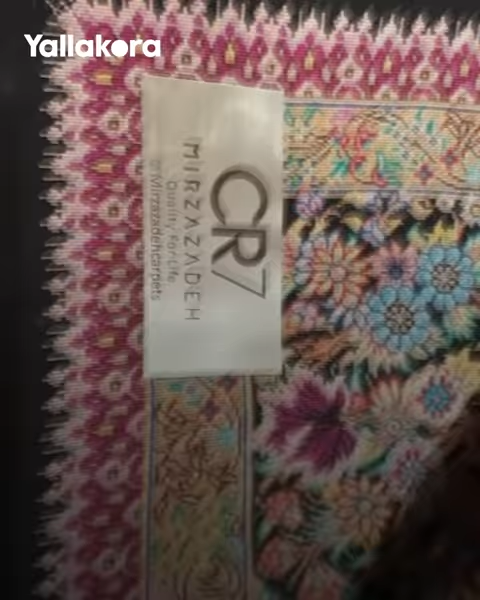 Yallakora
CR7
MIRZAZADEH
Quality For Life
@Mirzazadehcarpets